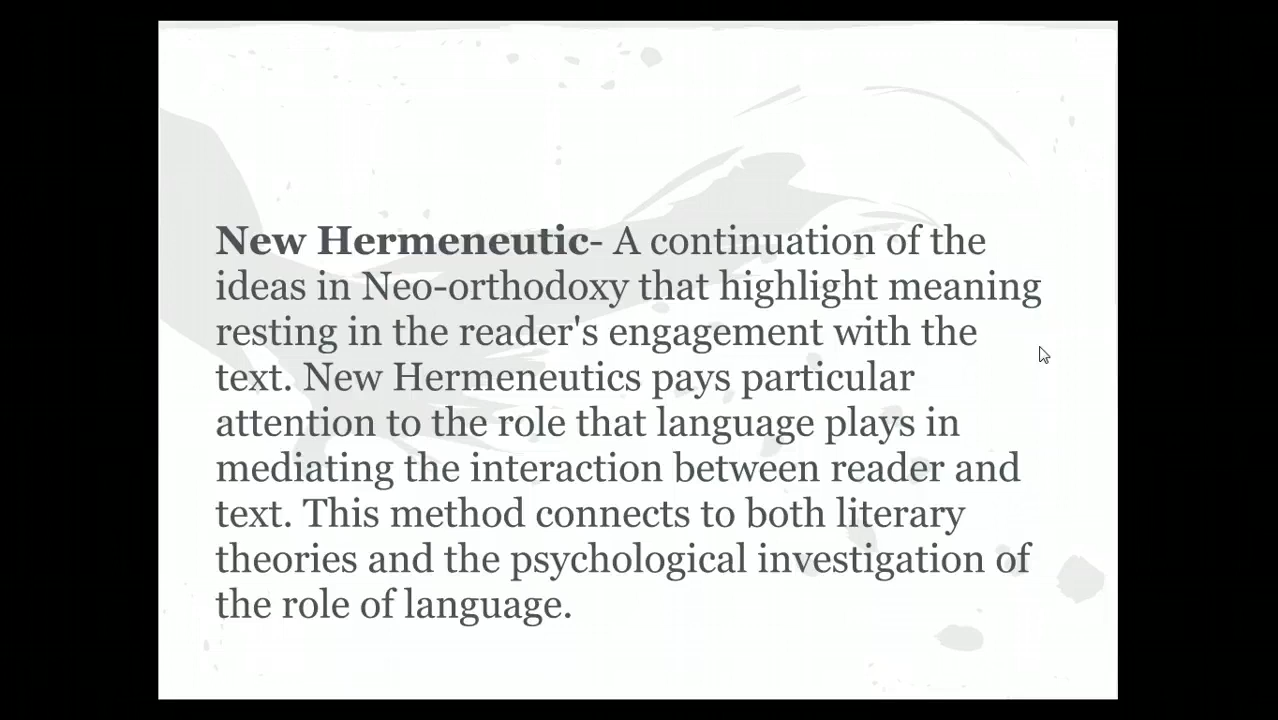 New Hermeneutic- A continuation of the
ideas in Neo-orthodoxy that highlight meaning
resting in the reader's engagement with the
text. New Hermeneutics pays particular
attention to the role that language plays in
mediating the interaction between reader and
text. This method connects to both literary
theories and the psychological investigation of
the role of language.